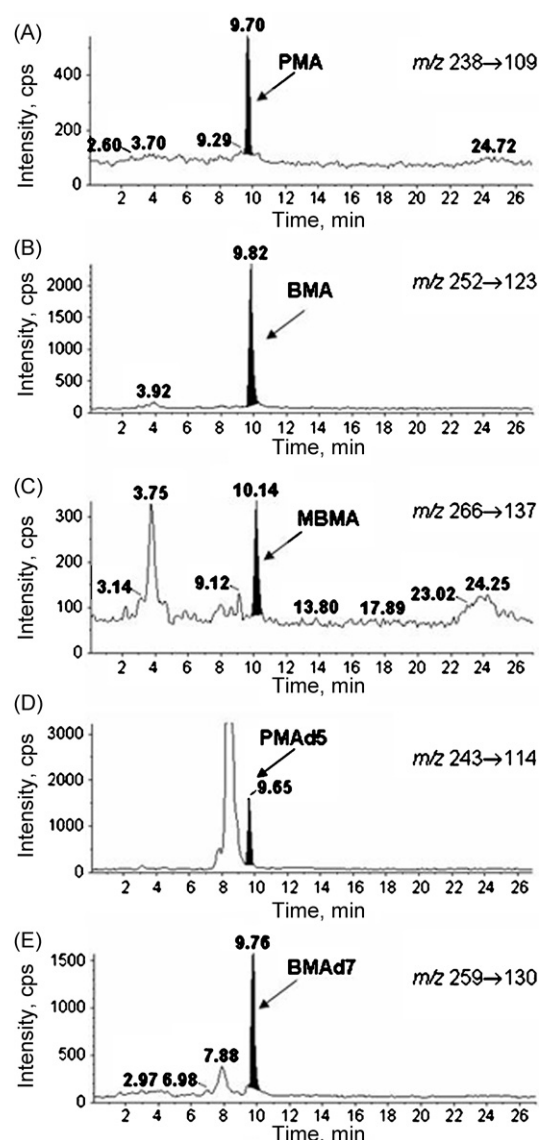 (A)
9.70
PMA
m/z 238→109
400
200
0
2.60 3.70
9.29
24.72
Intensity, cps
2 4 6 8 10 12 14 16 18 20 22 24 26
Time, min
(B)
9.82
BMA
m/z 252→123
2000
1500
1000
500
0
3.92
Intensity, cps
2 4 6 8 10 12 14 16 18 20 22 24 26
Time, min
(C)
3.75
10.14
MBMA
m/z 266→137
300
200
100
0
3.14
9.12
13.80
17.89
23.02
24.25
Intensity, cps
2 4 6 8 10 12 14 16 18 20 22 24 26
Time, min
(D)
PMAd5
9.65
m/z 243→114
3000
2000
1000
0
Intensity, cps
2 4 6 8 10 12 14 16 18 20 22 24 26
Time, min
(E)
9.76
BMAd7
m/z 259→130
1500
1000
500
0
2.97 6.98
7.88
Intensity, cps
2 4 6 8 10 12 14 16 18 20 22 24 26
Time, min